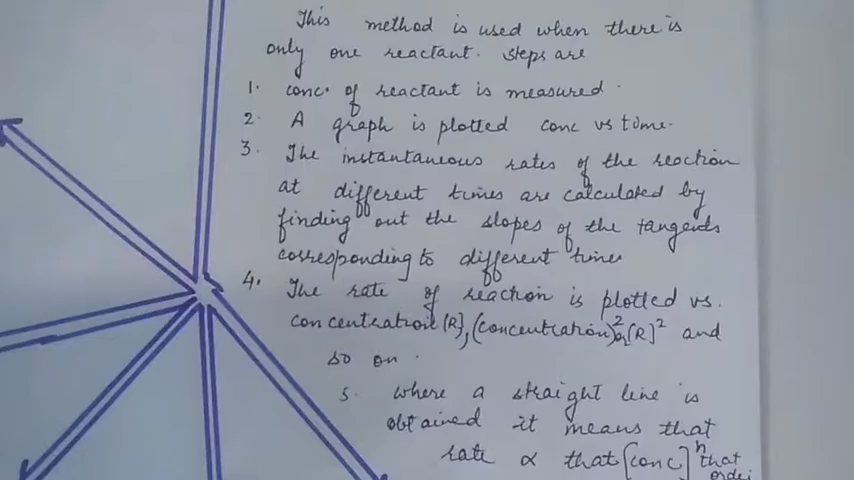 This method is used when there is
only one reactant. steps are
1. conc. of reactant is measured.
2. A graph is plotted conc vs time.
3. The instantaneous rates of the reaction
at different times are calculated by
finding out the slopes of the tangents
corresponding to different times
4. The rate of reaction is plotted vs.
concentration [R], (concentration)² [R]² and
so on.
5. where a straight line is
obtained it means that
rate ∝ that [conc]ⁿ that